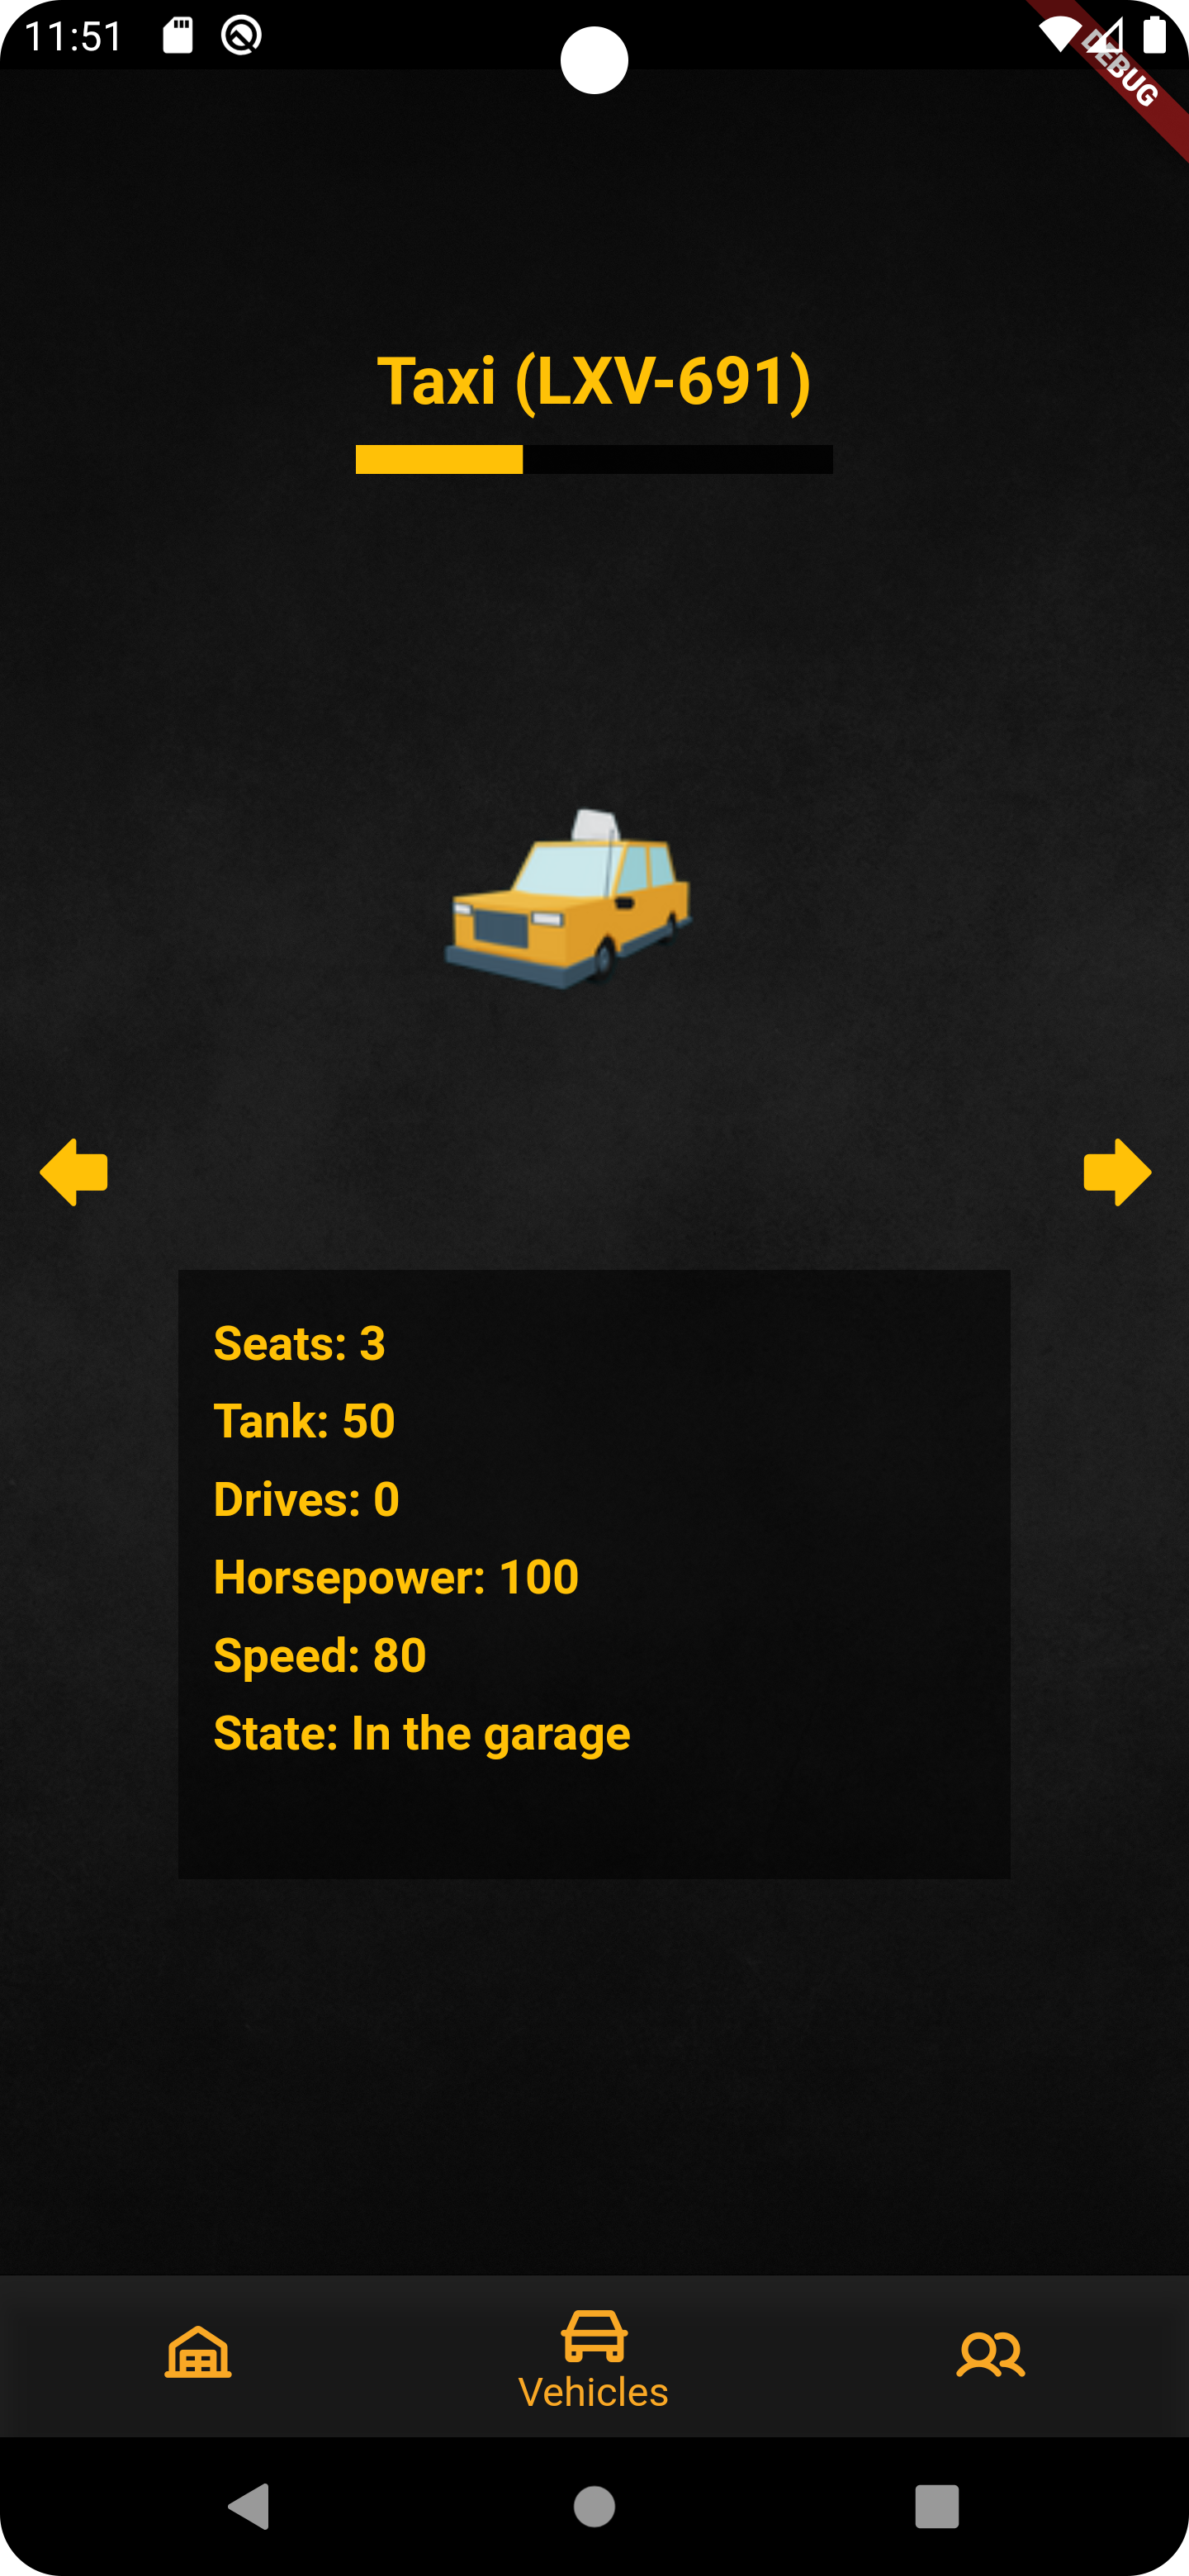 11:51
DEBUG
Taxi (LXV-691)
Seats: 3
Tank: 50
Drives: 0
Horsepower: 100
Speed: 80
State: In the garage
Vehicles